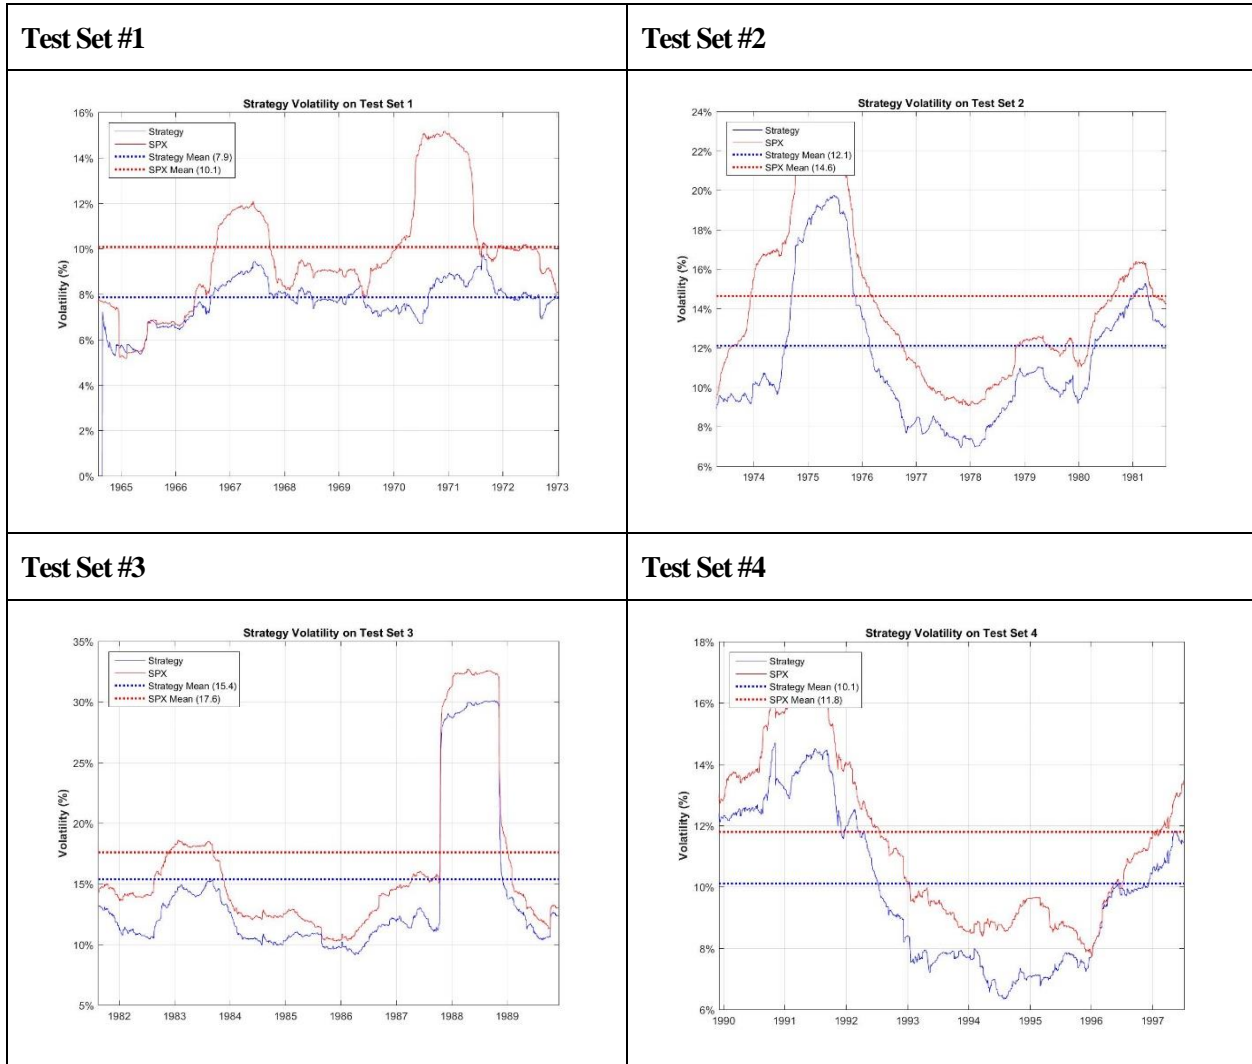 Test Set #1
Test Set #2
Strategy Volatility on Test Set 1
16%
14%
12%
10%
8%
6%
4%
2%
0%
Volatility (%)
Strategy
SPX
Strategy Mean (7.9)
SPX Mean (10.1)
1965 1966 1967 1968 1969 1970 1971 1972 1973
Strategy Volatility on Test Set 2
24%
22%
20%
18%
16%
14%
12%
10%
8%
6%
Volatility (%)
Strategy
SPX
Strategy Mean (12.1)
SPX Mean (14.6)
1974 1975 1976 1977 1978 1979 1980 1981
Test Set #3
Test Set #4
Strategy Volatility on Test Set 3
35%
30%
25%
20%
15%
10%
5%
Volatility (%)
Strategy
SPX
Strategy Mean (15.4)
SPX Mean (17.6)
1982 1983 1984 1985 1986 1987 1988 1989
Strategy Volatility on Test Set 4
18%
16%
14%
12%
10%
8%
6%
Volatility (%)
Strategy
SPX
Strategy Mean (10.1)
SPX Mean (11.8)
1990 1991 1992 1993 1994 1995 1996 1997